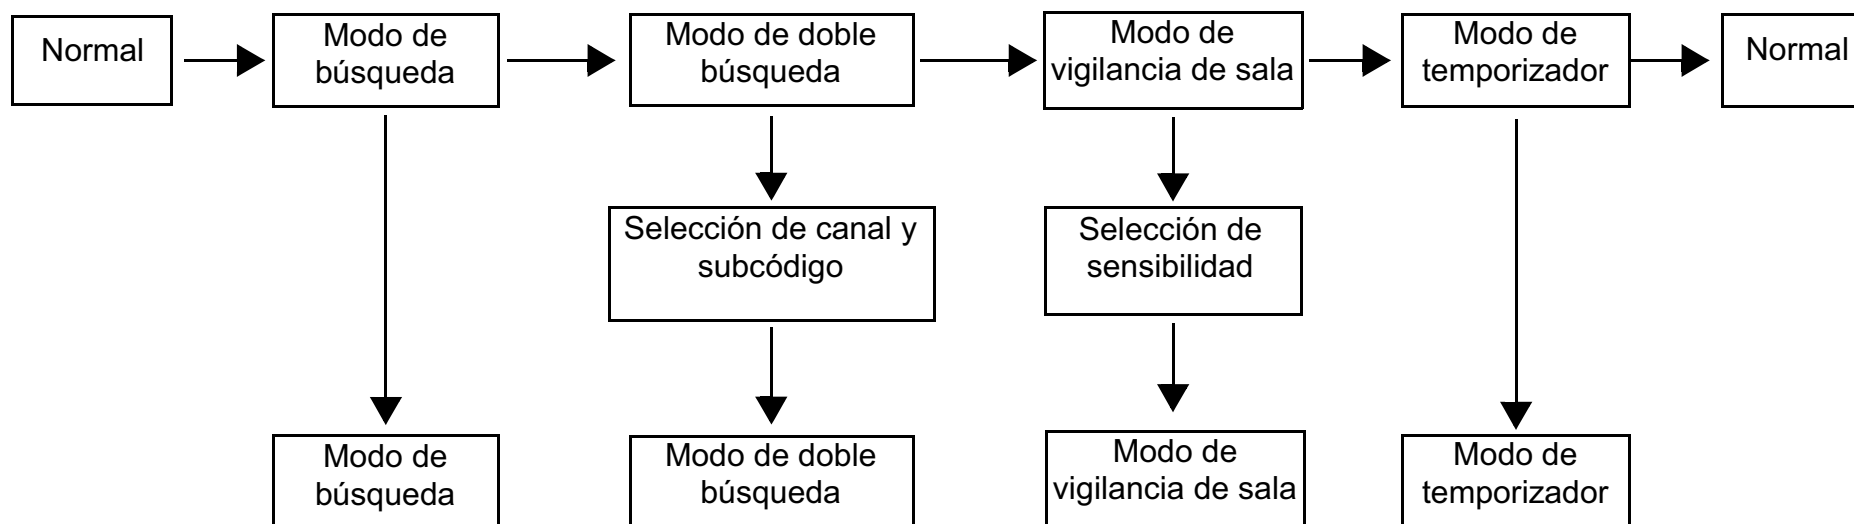 Normal
Modo de
búsqueda
Modo de doble
búsqueda
Modo de
vigilancia de sala
Modo de
temporizador
Normal
Selección de canal y
subcódigo
Selección de
sensibilidad
Modo de
búsqueda
Modo de doble
búsqueda
Modo de
vigilancia de sala
Modo de
temporizador